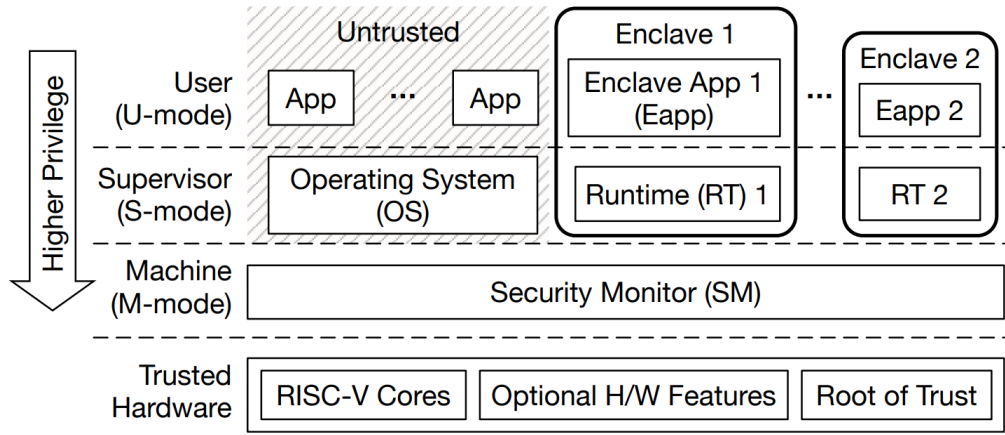 Higher Privilege
Untrusted
Enclave 1
Enclave 2
User
(U-mode)
App
...
App
Enclave App 1
(Eapp)
...
Eapp 2
Supervisor
(S-mode)
Operating System
(OS)
Runtime (RT) 1
RT 2
Machine
(M-mode)
Security Monitor (SM)
Trusted
Hardware
RISC-V Cores
Optional H/W Features
Root of Trust